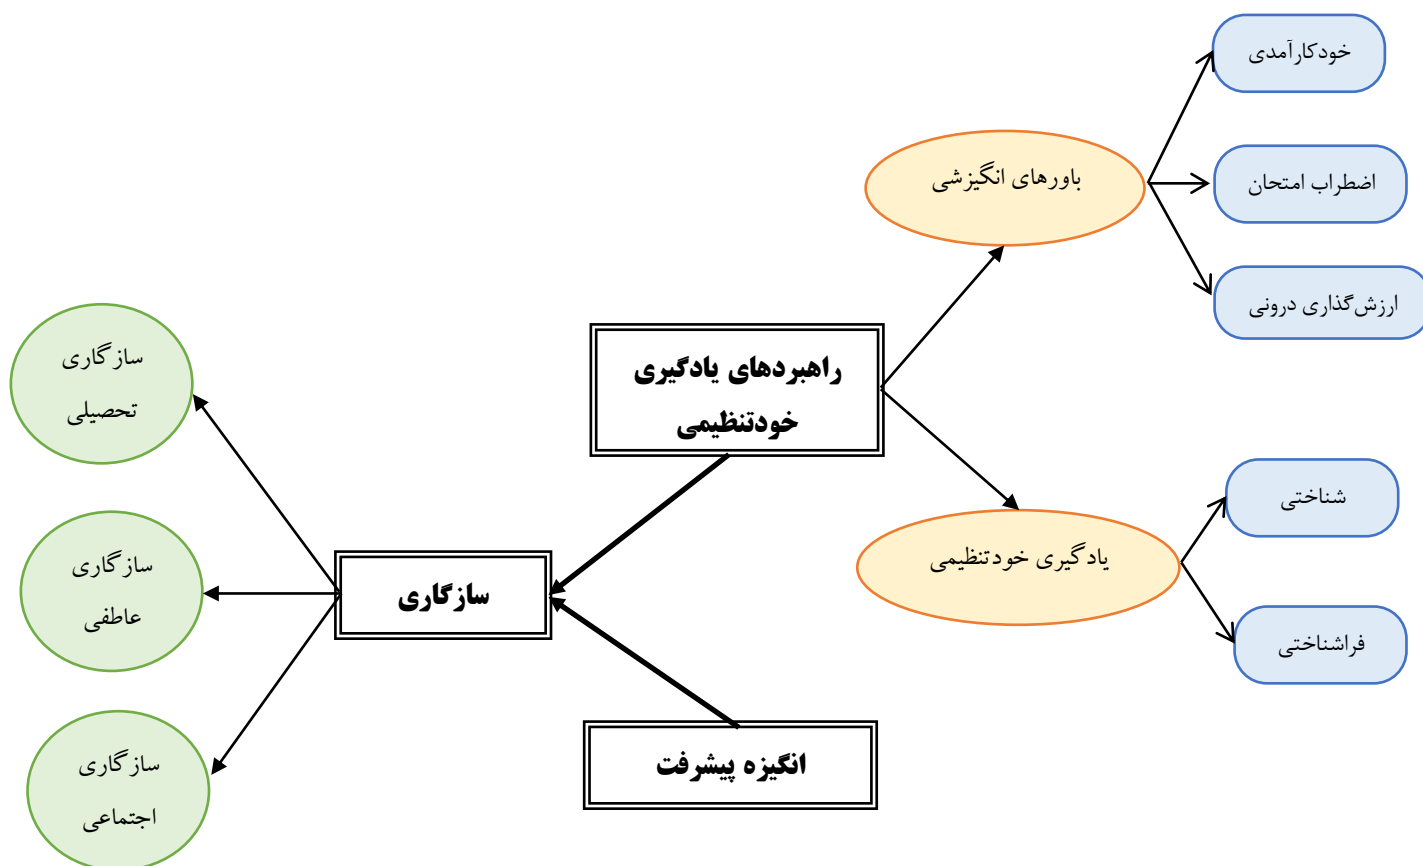 خودکارآمدی
باورهای انگیزشی
اضطراب امتحان
ارزش‌گذاری درونی
راهبردهای یادگیری
خودتنظیمی
سازگاری
تحصیلی
شناختی
یادگیری خودتنظیمی
سازگاری
عاطفی
سازگاری
فراشناختی
انگیزه پیشرفت
سازگاری
اجتماعی